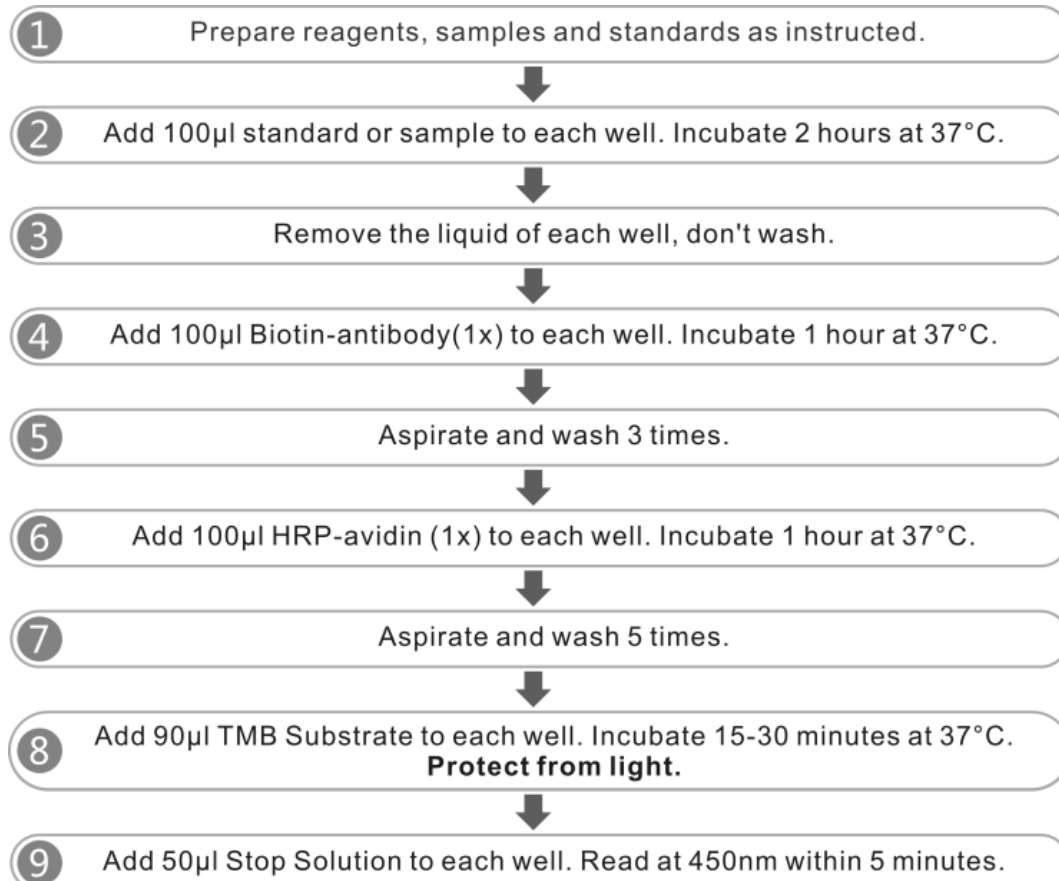 1 Prepare reagents, samples and standards as instructed.
2 Add 100μl standard or sample to each well. Incubate 2 hours at 37°C.
3 Remove the liquid of each well, don't wash.
4 Add 100μl Biotin-antibody(1x) to each well. Incubate 1 hour at 37°C.
5 Aspirate and wash 3 times.
6 Add 100μl HRP-avidin (1x) to each well. Incubate 1 hour at 37°C.
7 Aspirate and wash 5 times.
8 Add 90μl TMB Substrate to each well. Incubate 15-30 minutes at 37°C.
Protect from light.
9 Add 50μl Stop Solution to each well. Read at 450nm within 5 minutes.